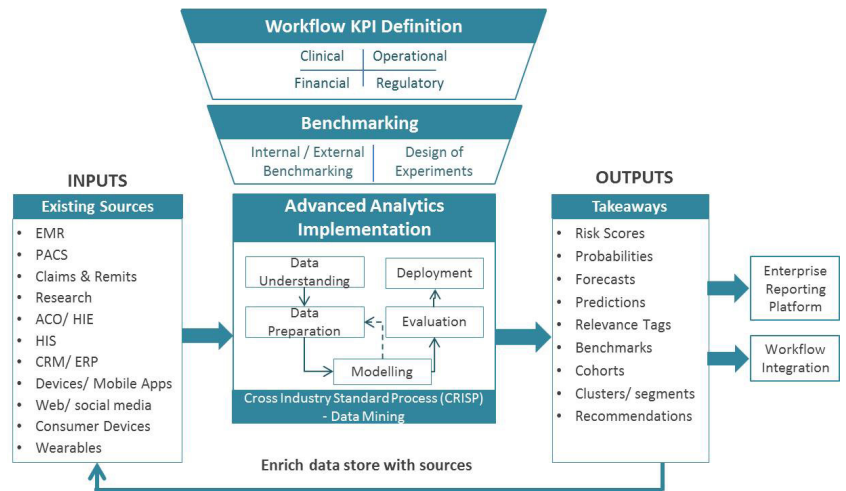 Workflow KPI Definition
Clinical
Operational
Financial
Regulatory
Benchmarking
Internal / External
Benchmarking
Design of
Experiments
INPUTS
Existing Sources
• EMR
• PACS
• Claims & Remits
• Research
• ACO/ HIE
• HIS
• CRM/ ERP
• Devices/ Mobile Apps
• Web/ social media
• Consumer Devices
• Wearables
Advanced Analytics
Implementation
Data
Understanding
Data
Preparation
Modelling
Evaluation
Deployment
Cross Industry Standard Process (CRISP)
- Data Mining
OUTPUTS
Takeaways
• Risk Scores
• Probabilities
• Forecasts
• Predictions
• Relevance Tags
• Benchmarks
• Cohorts
• Clusters/ segments
• Recommendations
Enterprise
Reporting
Platform
Workflow
Integration
Enrich data store with sources